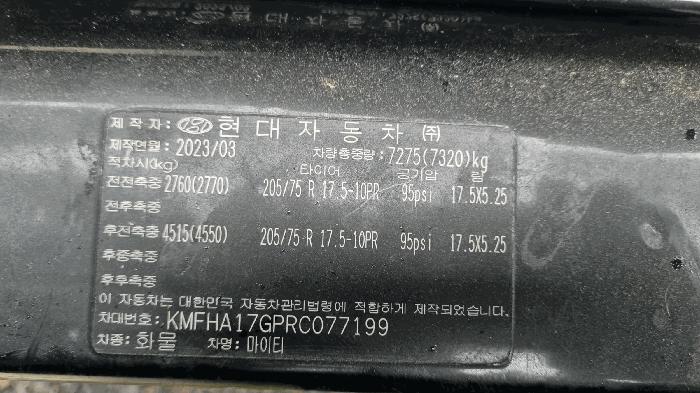 제작자: 현대자동차 ㈜
제작연월: 2023/03 차량총중량: 7275(7320)kg
적차시(kg) 타이어 공기압 림
전전축중 2760(2770) 205/75 R 17.5-10PR 95psi 17.5X5.25
전후축중
후전축중 4515(4550) 205/75 R 17.5-10PR 95psi 17.5X5.25
후중축중
후후축중
이 자동차는 대한민국 자동차관리법령에 적합하게 제작되었습니다.
차대번호: KMFHA17GPRC077199
차종: 화물 차명: 마이티